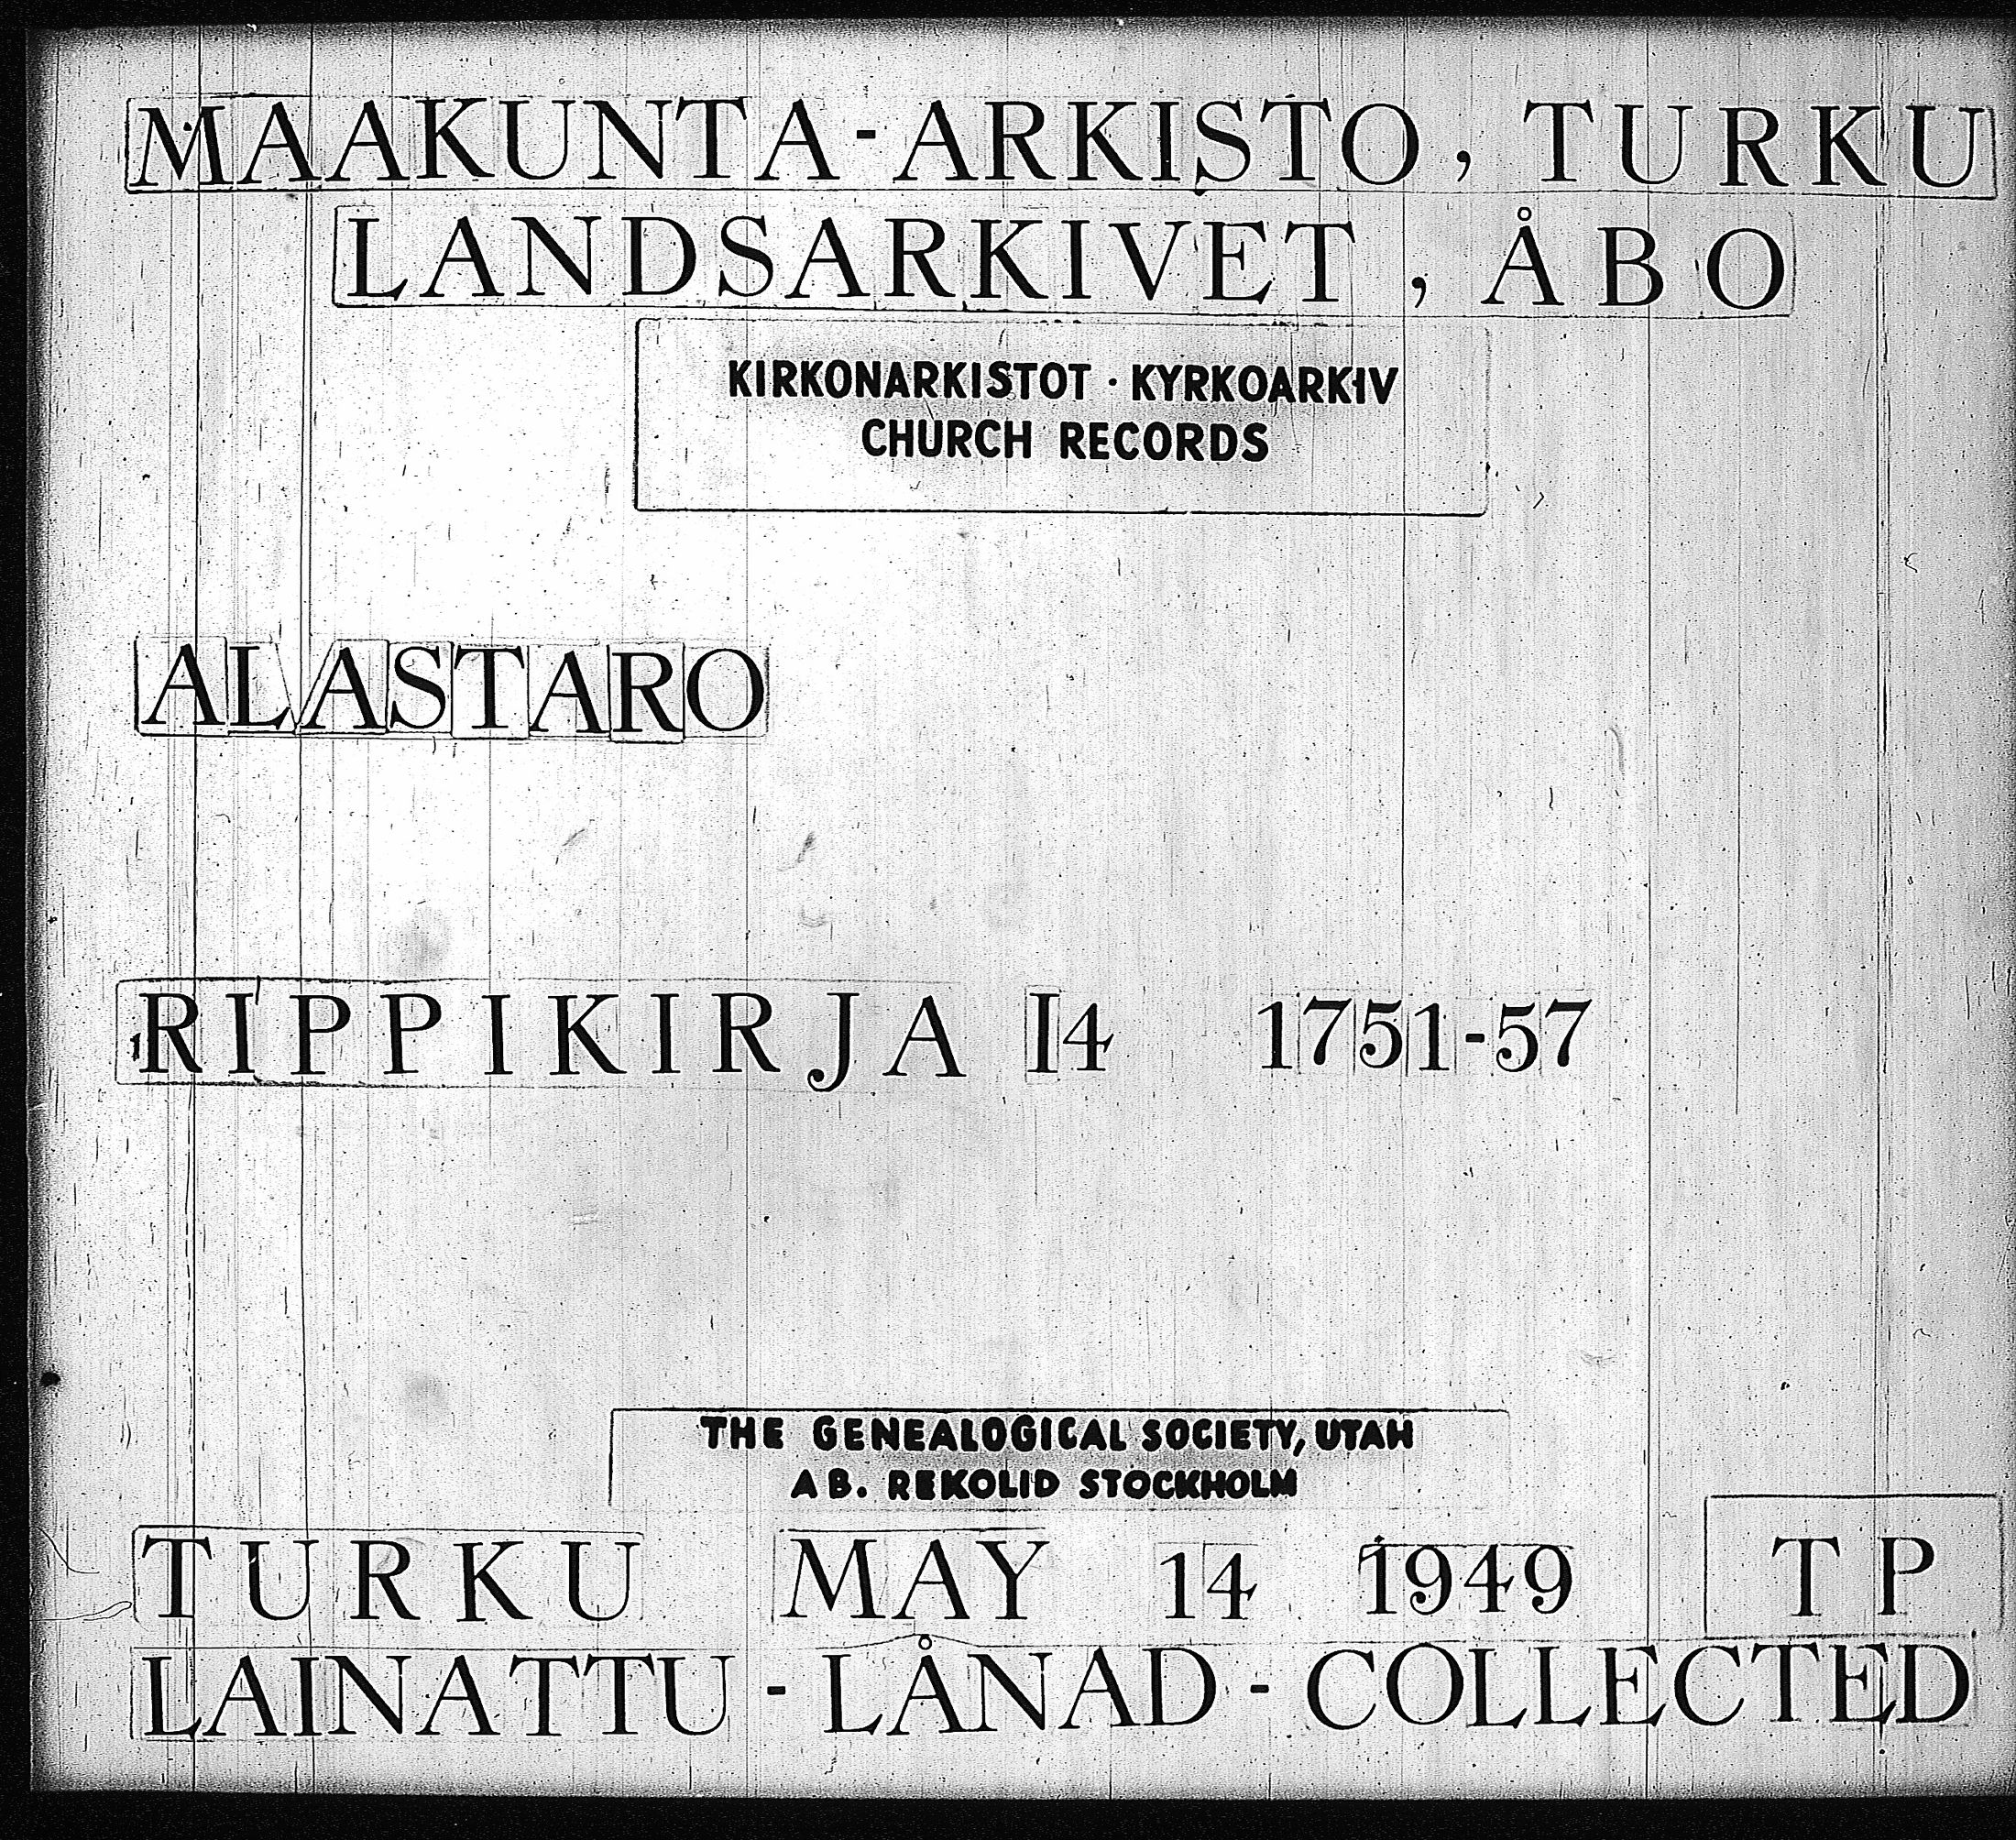 MAAKUNTA-ARKISTO, TURKU
LANDSARKIVET, ÅBO
KIRKONARKISTOT · KYRKOARKIV
CHURCH RECORDS
ALASTARO
RIPPIKIRJA I4 1751-57
THE GENEALOGICAL SOCIETY, UTAH
AB. REKOLID STOCKHOLM
TURKU MAY 14 1949 TP
LAINATTU - LÅNAD - COLLECTED